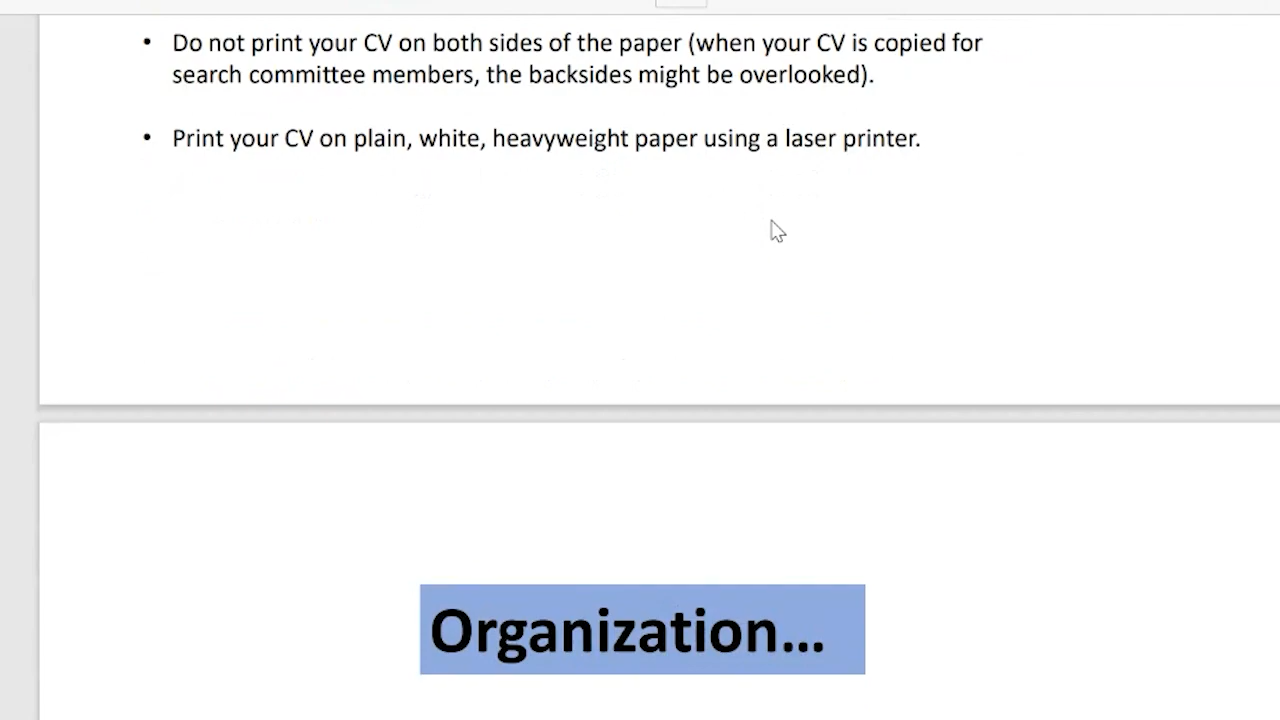 • Do not print your CV on both sides of the paper (when your CV is copied for
search committee members, the backsides might be overlooked).
• Print your CV on plain, white, heavyweight paper using a laser printer.
Organization...